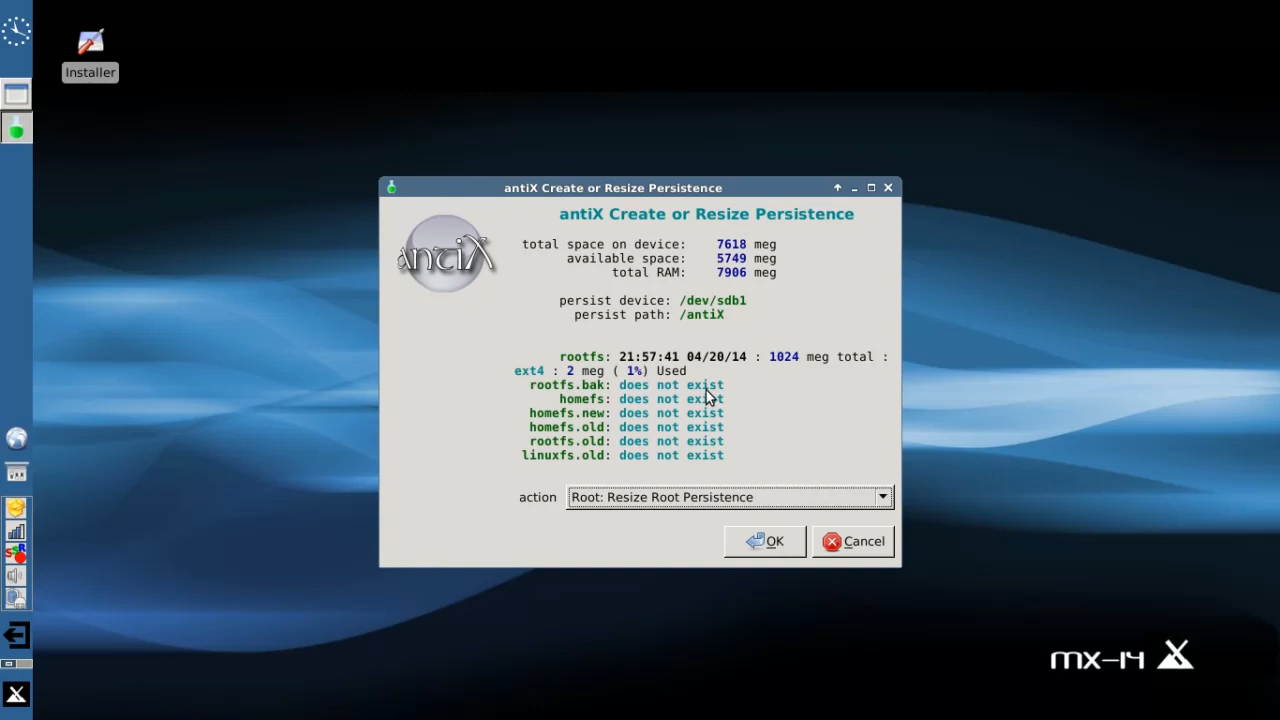 Installer
antiX Create or Resize Persistence
antiX Create or Resize Persistence
antiX
total space on device: 7618 meg
available space: 5749 meg
total RAM: 7906 meg
persist device: /dev/sdb1
persist path: /antiX
rootfs: 21:57:41 04/20/14 : 1024 meg total :
ext4 : 2 meg ( 1%) Used
rootfs.bak: does not exist
homefs: does not exist
homefs.new: does not exist
homefs.old: does not exist
rootfs.old: does not exist
linuxfs.old: does not exist
action Root: Resize Root Persistence
OK Cancel
mx-14